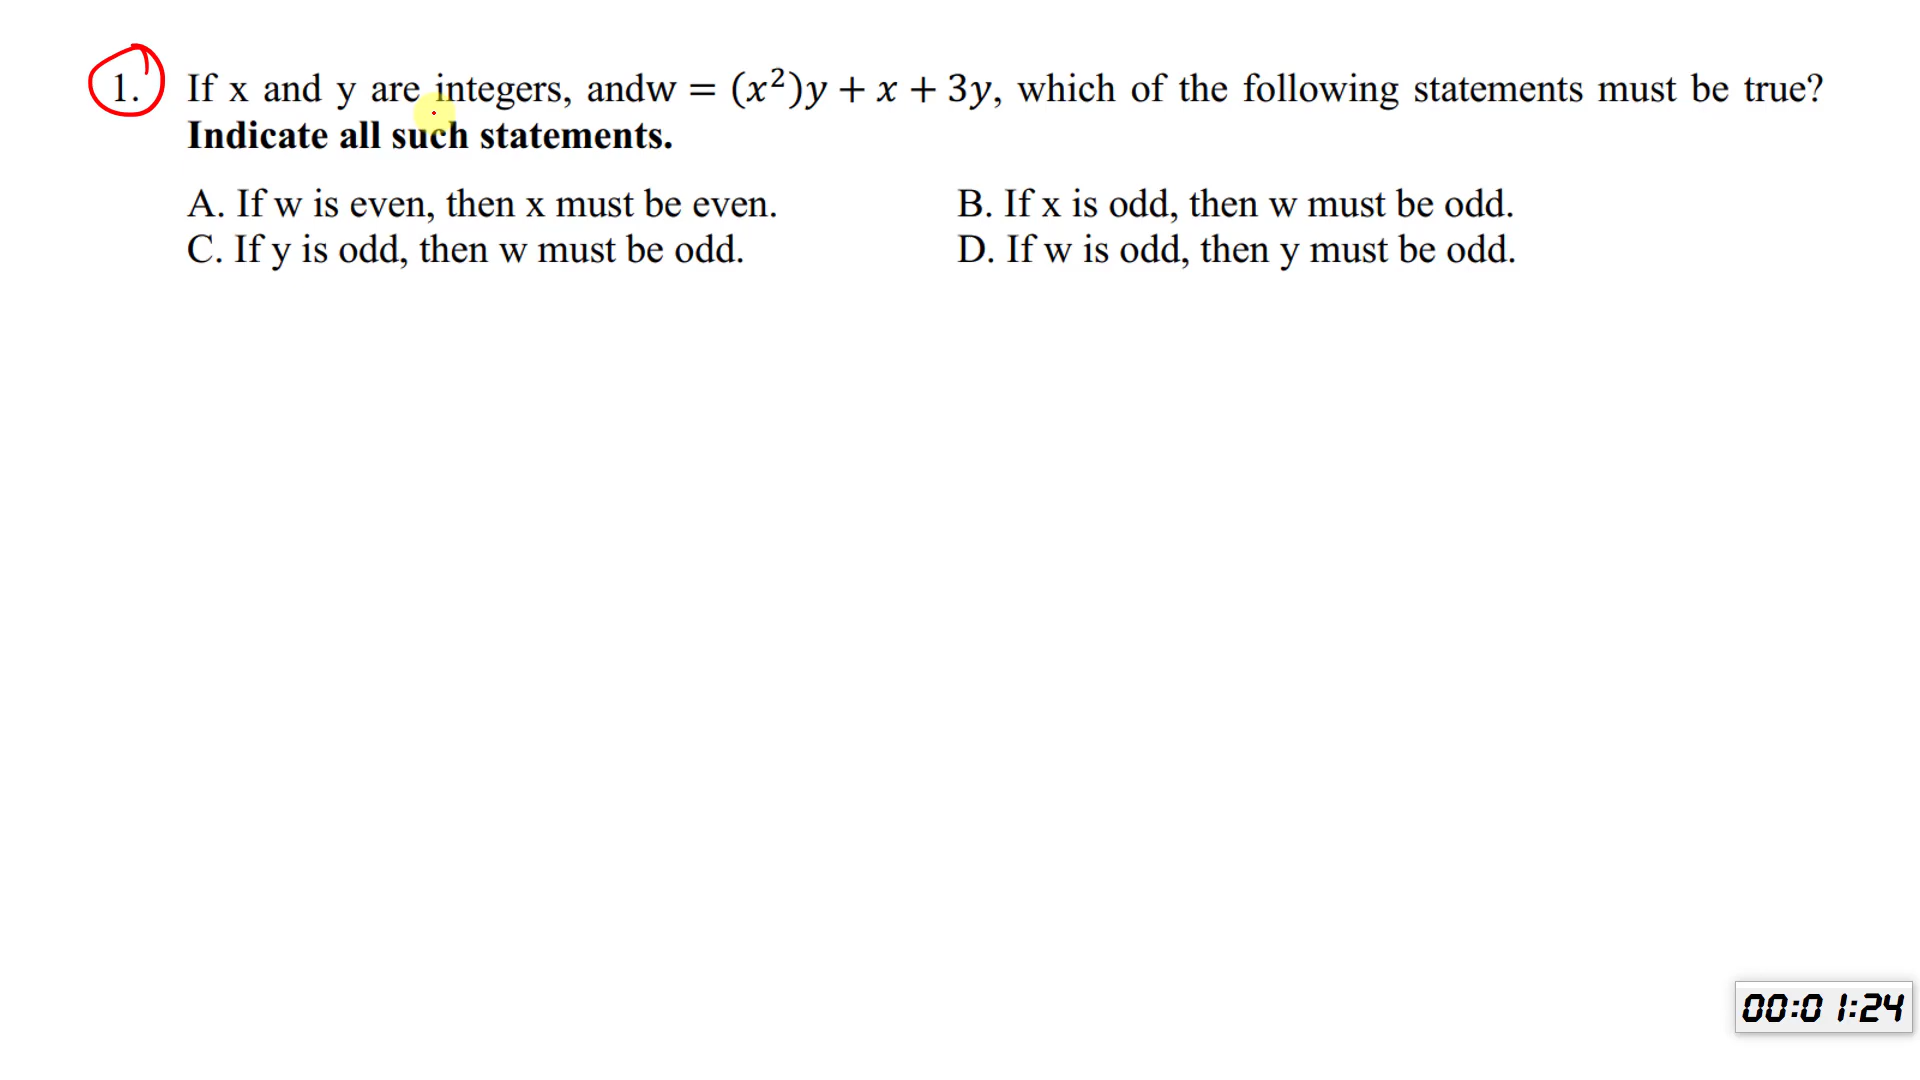 1. If x and y are integers, andw = (x²)y + x + 3y, which of the following statements must be true?
Indicate all such statements.
A. If w is even, then x must be even. B. If x is odd, then w must be odd.
C. If y is odd, then w must be odd. D. If w is odd, then y must be odd.
00:01:24